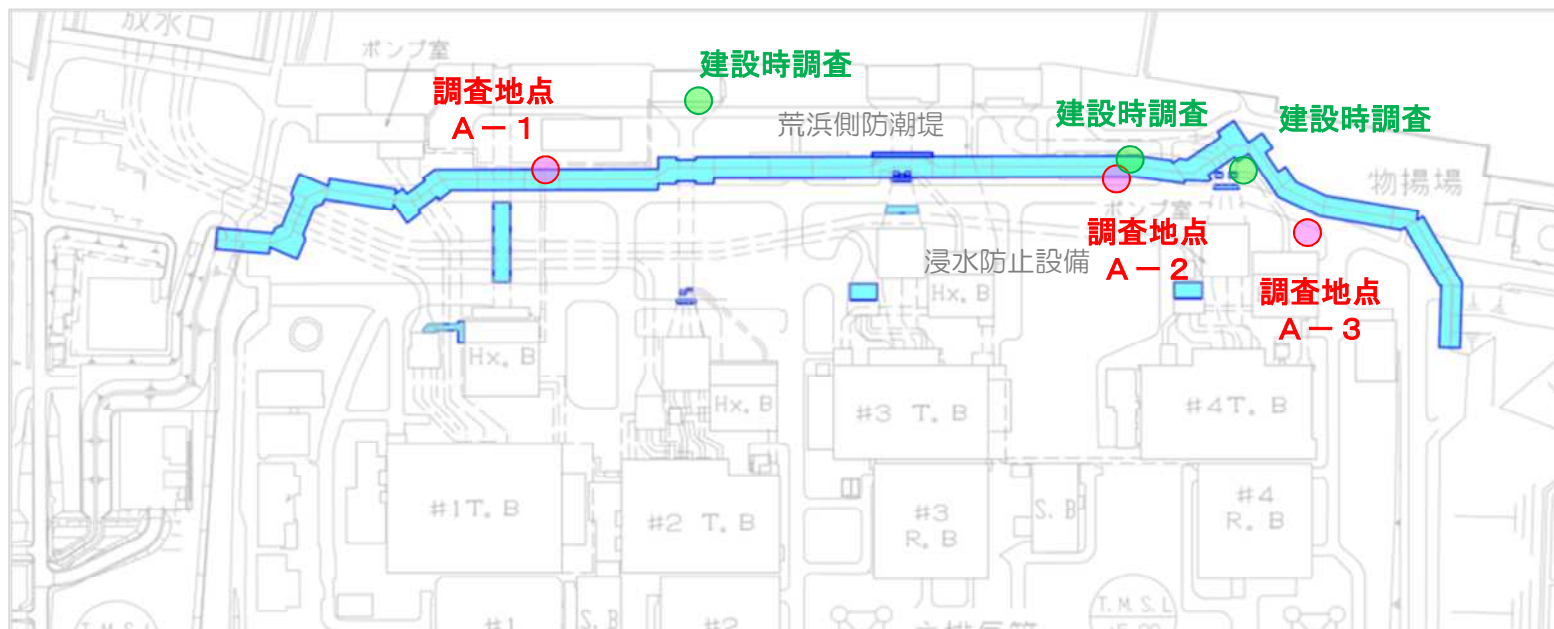 放水口
ポンプ室
建設時調査
調査地点
A－1
荒浜側防潮堤
建設時調査
建設時調査
物揚場
ポンプ室
調査地点
A－2
浸水防止設備
調査地点
A－3
Hx. B
Hx. B
Hx. B
#3 T. B
#4T. B
#1T. B
#2 T. B
#3
R. B
S. B
#4
R. B
#1
S. B
#2
T. M. S. L
T. M. S. L